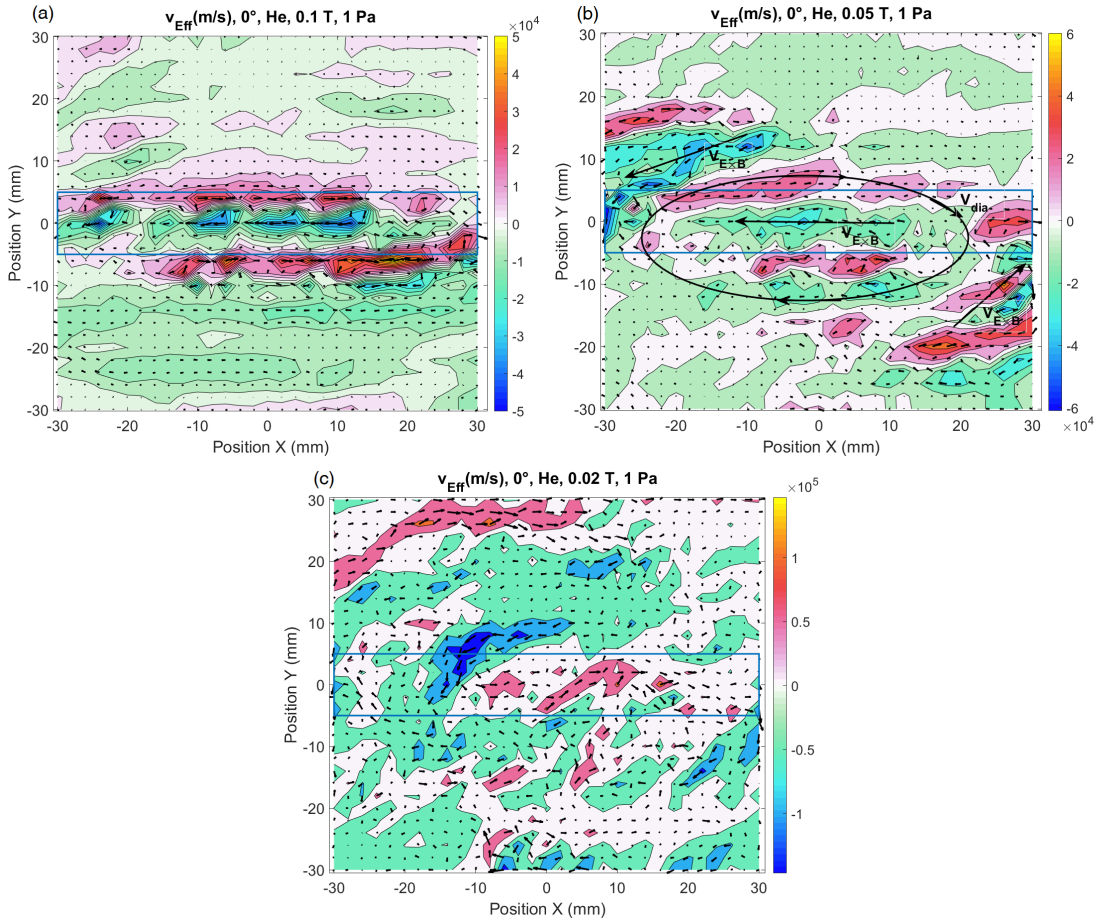 (a)
v_Eff(m/s), 0°, He, 0.1 T, 1 Pa
×10^4
30
20
10
0
-10
-20
-30
Position Y (mm)
-30 -20 -10 0 10 20 30
Position X (mm)
5
4
3
2
1
0
-1
-2
-3
-4
-5
(b)
v_Eff(m/s), 0°, He, 0.05 T, 1 Pa
30
20
10
0
-10
-20
-30
Position Y (mm)
V_E×B
V_dia
V_E×B
V_E×B
-30 -20 -10 0 10 20 30
Position X (mm)
6
4
2
0
-2
-4
-6
×10^4
(c)
v_Eff(m/s), 0°, He, 0.02 T, 1 Pa
×10^5
30
20
10
0
-10
-20
-30
Position Y (mm)
-30 -20 -10 0 10 20 30
Position X (mm)
1
0.5
0
-0.5
-1